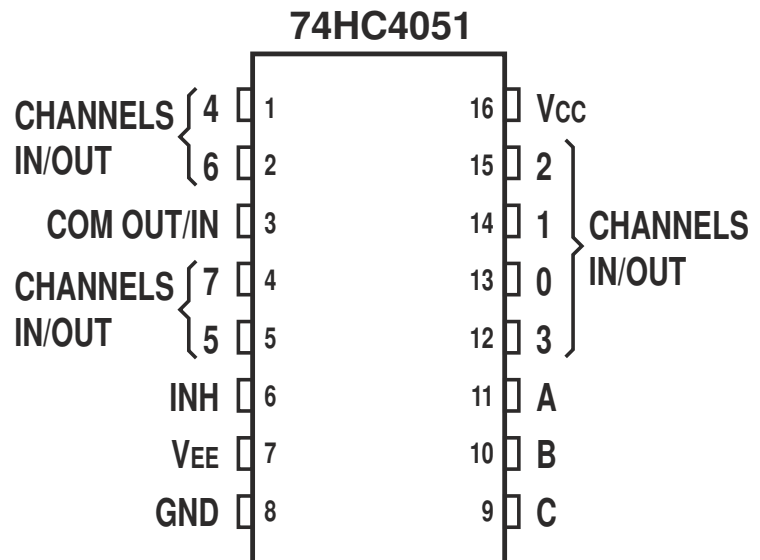 74HC4051
CHANNELS IN/OUT
4 1
6 2
COM OUT/IN 3
CHANNELS IN/OUT
7 4
5 5
INH 6
VEE 7
GND 8
16 VCC
15 2
14 1
13 0
12 3
CHANNELS IN/OUT
11 A
10 B
9 C